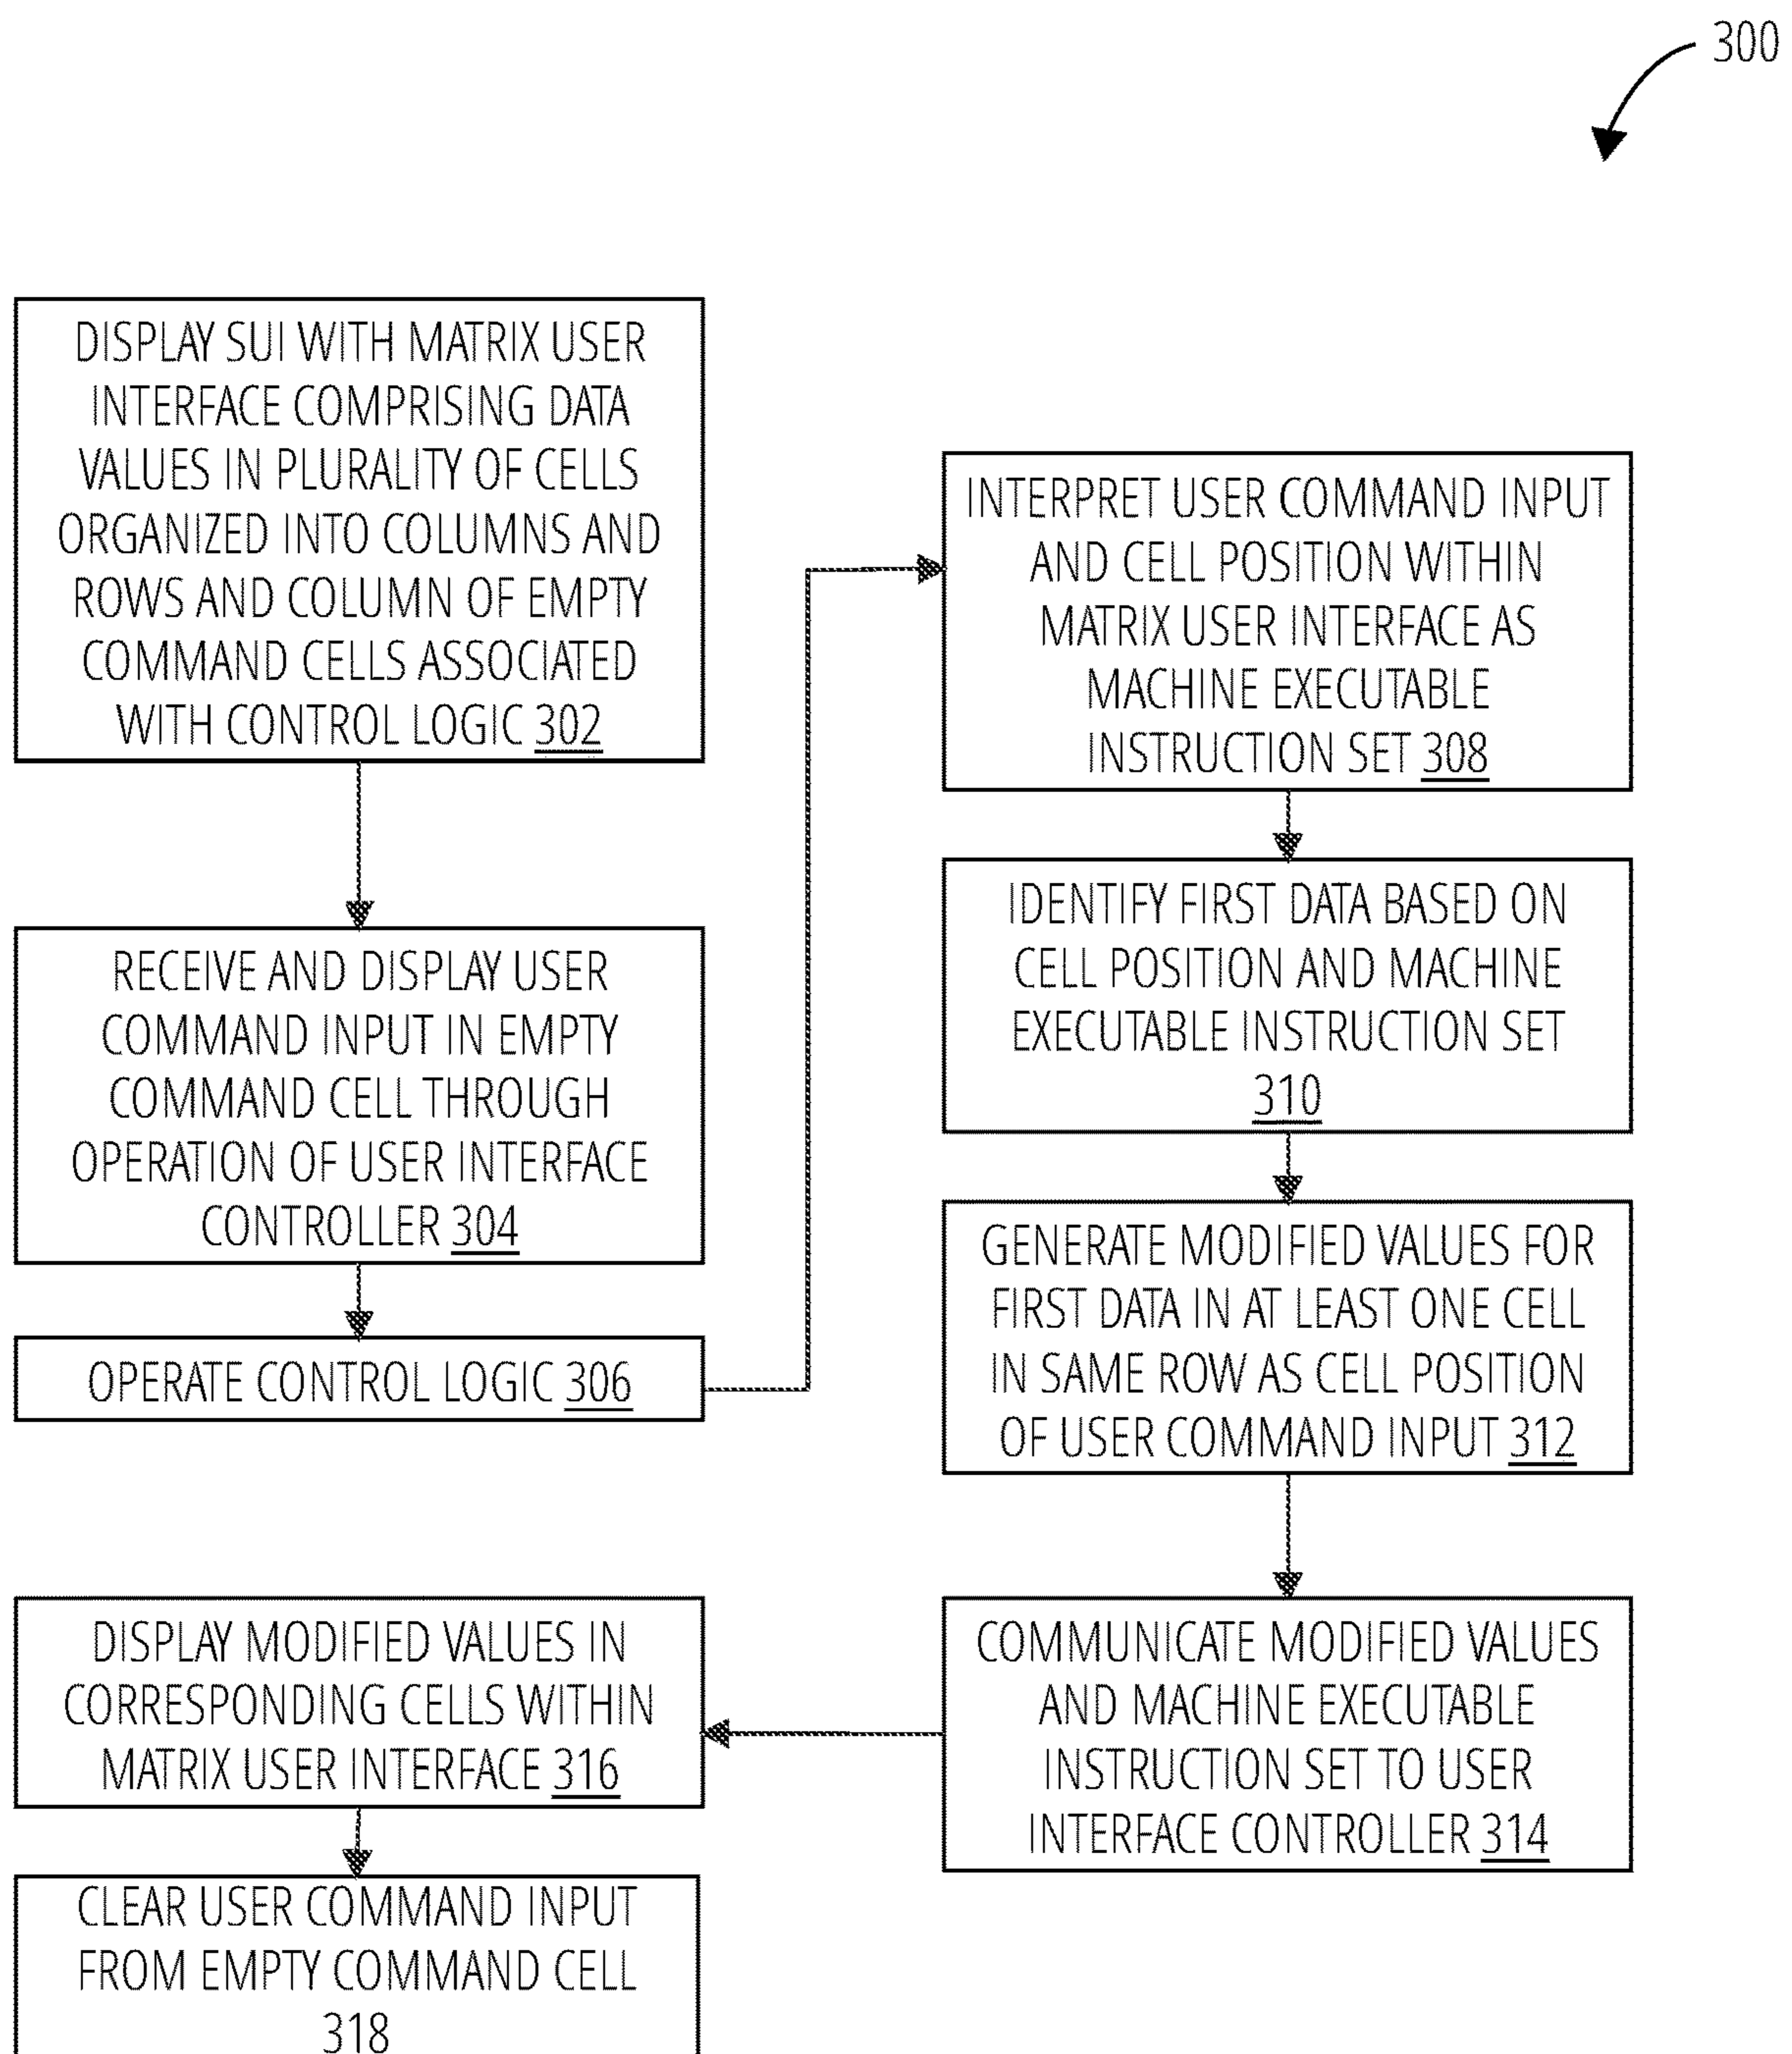 300
DISPLAY SUI WITH MATRIX USER
INTERFACE COMPRISING DATA
VALUES IN PLURALITY OF CELLS
ORGANIZED INTO COLUMNS AND
ROWS AND COLUMN OF EMPTY
COMMAND CELLS ASSOCIATED
WITH CONTROL LOGIC 302
RECEIVE AND DISPLAY USER
COMMAND INPUT IN EMPTY
COMMAND CELL THROUGH
OPERATION OF USER INTERFACE
CONTROLLER 304
OPERATE CONTROL LOGIC 306
INTERPRET USER COMMAND INPUT
AND CELL POSITION WITHIN
MATRIX USER INTERFACE AS
MACHINE EXECUTABLE
INSTRUCTION SET 308
IDENTIFY FIRST DATA BASED ON
CELL POSITION AND MACHINE
EXECUTABLE INSTRUCTION SET
310
GENERATE MODIFIED VALUES FOR
FIRST DATA IN AT LEAST ONE CELL
IN SAME ROW AS CELL POSITION
OF USER COMMAND INPUT 312
COMMUNICATE MODIFIED VALUES
AND MACHINE EXECUTABLE
INSTRUCTION SET TO USER
INTERFACE CONTROLLER 314
DISPLAY MODIFIED VALUES IN
CORRESPONDING CELLS WITHIN
MATRIX USER INTERFACE 316
CLEAR USER COMMAND INPUT
FROM EMPTY COMMAND CELL
318